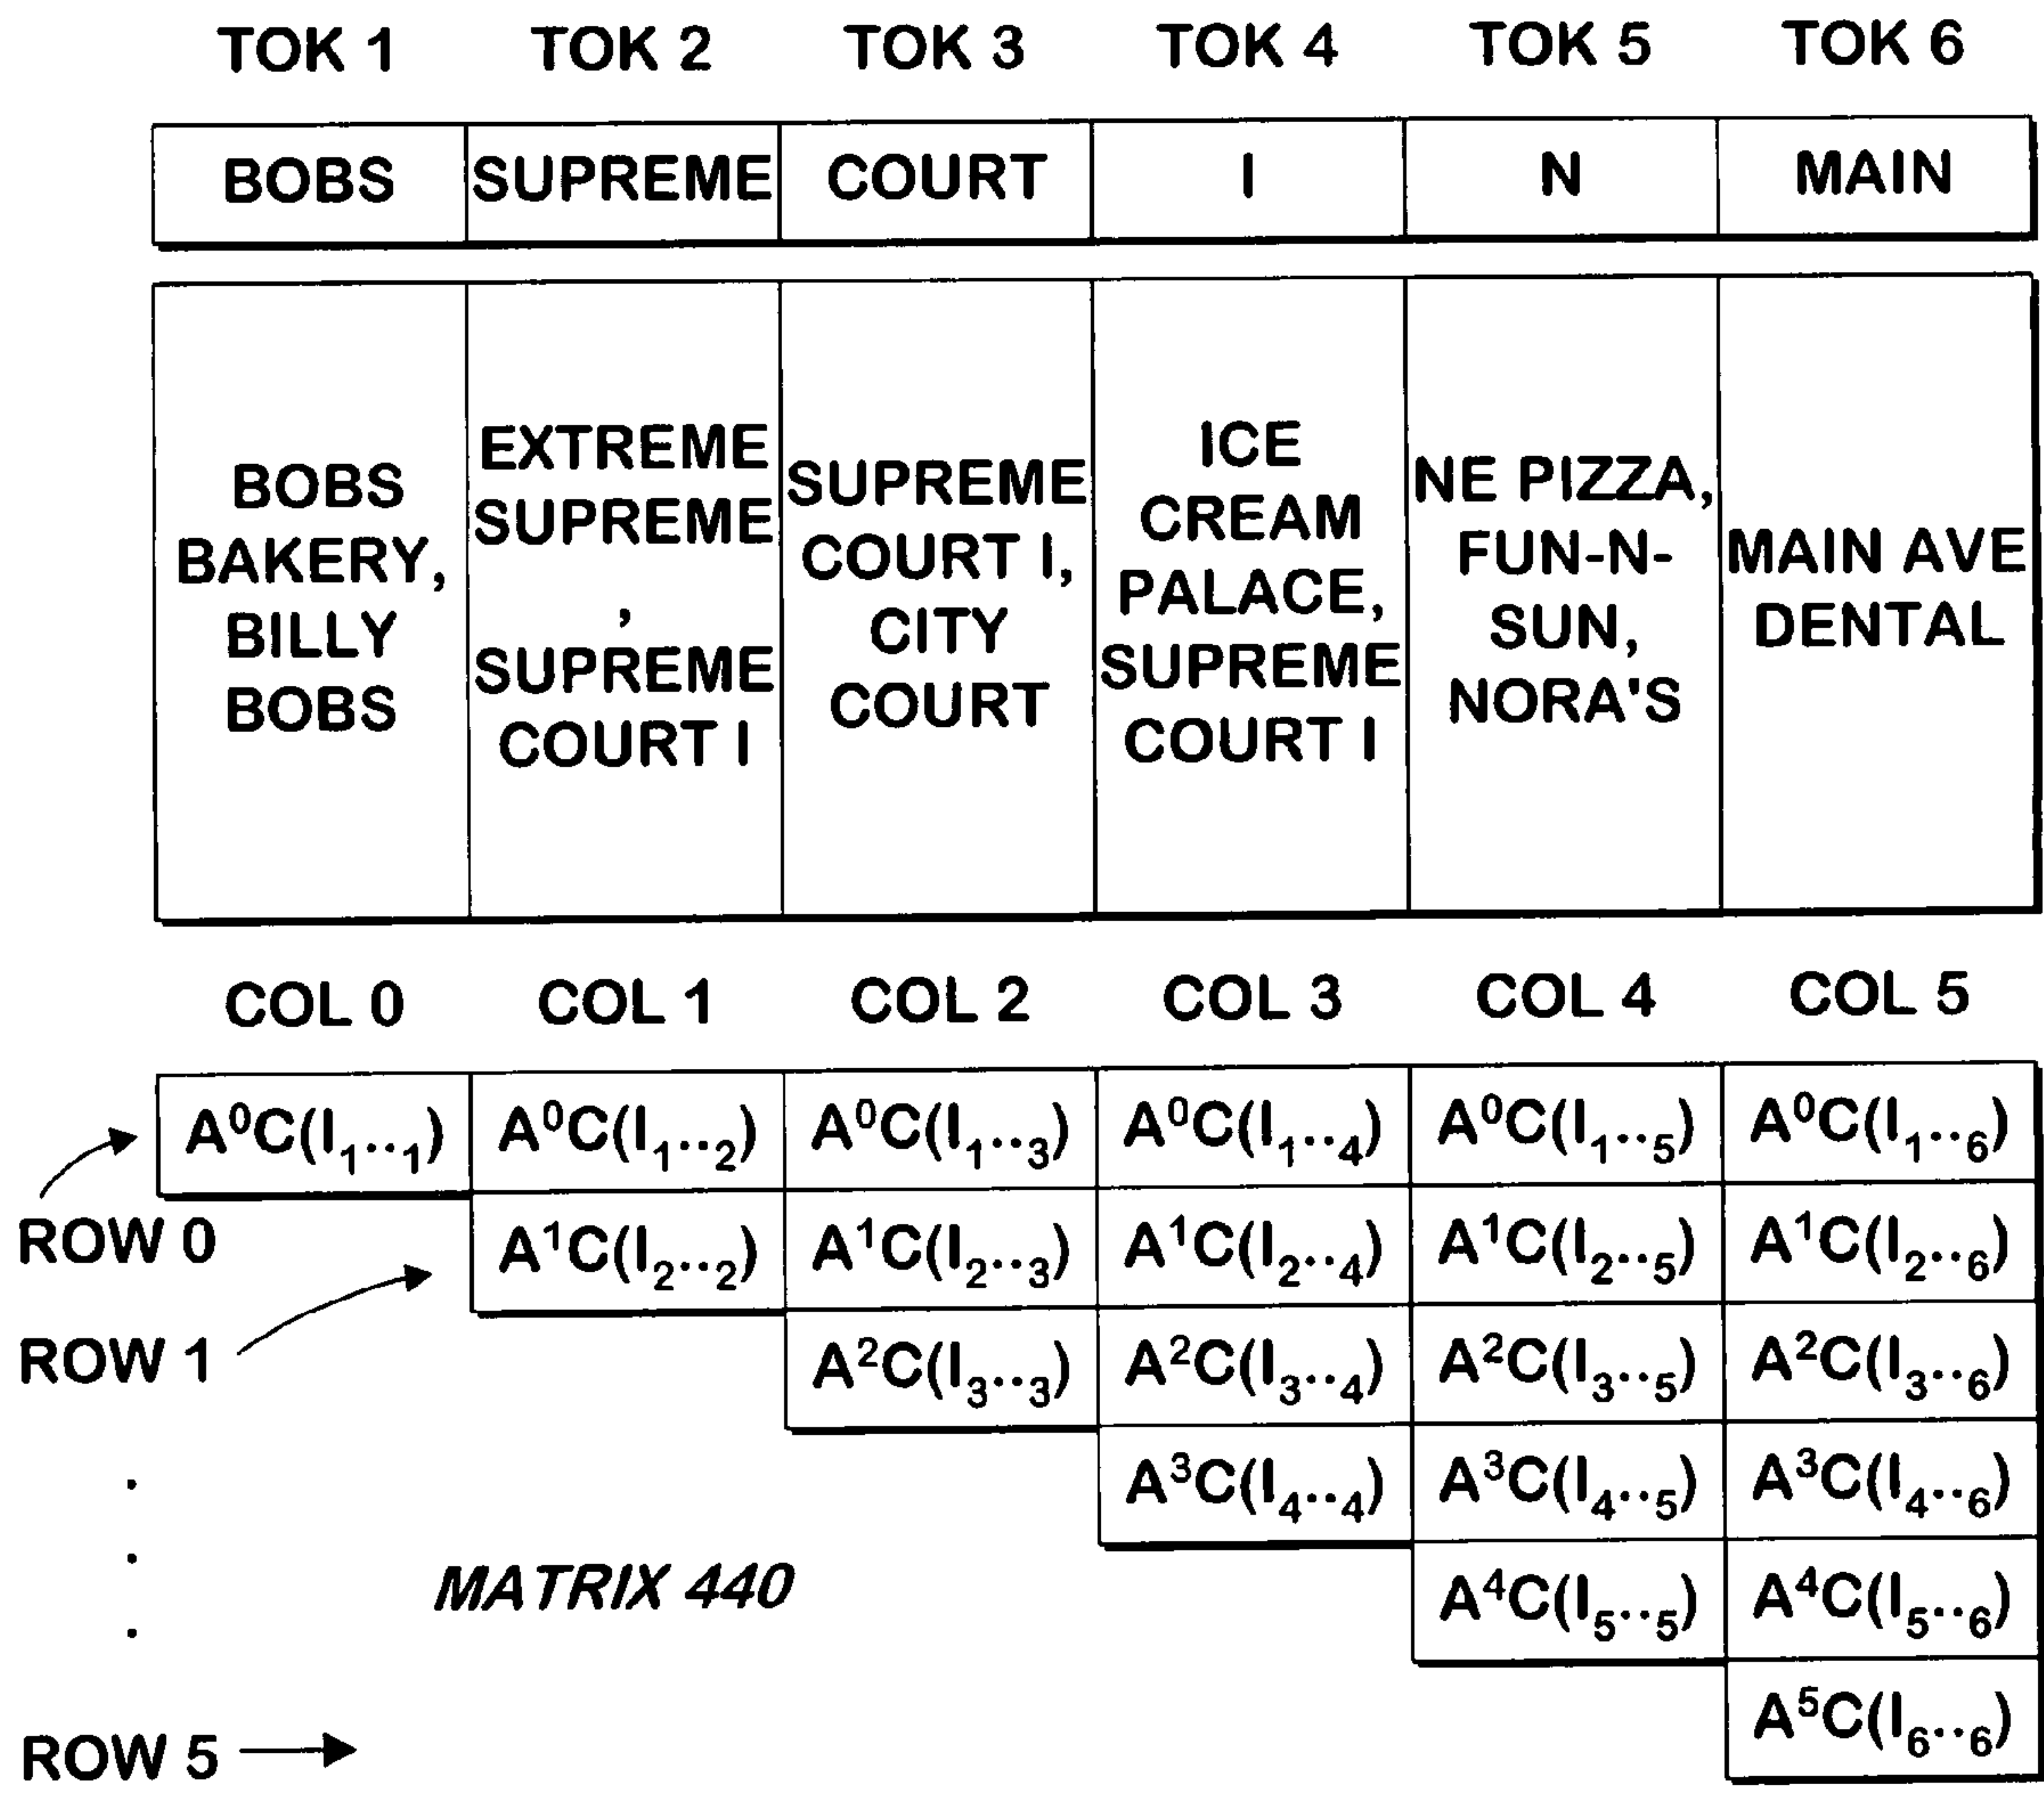 TOK 1 TOK 2 TOK 3 TOK 4 TOK 5 TOK 6
BOBS SUPREME COURT I N MAIN
BOBS
BAKERY,
BILLY
BOBS
EXTREME
SUPREME
,
SUPREME
COURT I
SUPREME
COURT I,
CITY
COURT
ICE
CREAM
PALACE,
SUPREME
COURT I
NE PIZZA,
FUN-N-
SUN,
NORA'S
MAIN AVE
DENTAL
COL 0 COL 1 COL 2 COL 3 COL 4 COL 5
A⁰C(I₁..₁) A⁰C(I₁..₂) A⁰C(I₁..₃) A⁰C(I₁..₄) A⁰C(I₁..₅) A⁰C(I₁..₆)
ROW 0
A¹C(I₂..₂) A¹C(I₂..₃) A¹C(I₂..₄) A¹C(I₂..₅) A¹C(I₂..₆)
ROW 1
A²C(I₃..₃) A²C(I₃..₄) A²C(I₃..₅) A²C(I₃..₆)
.
A³C(I₄..₄) A³C(I₄..₅) A³C(I₄..₆)
.
MATRIX 440
A⁴C(I₅..₅) A⁴C(I₅..₆)
.
ROW 5
A⁵C(I₆..₆)